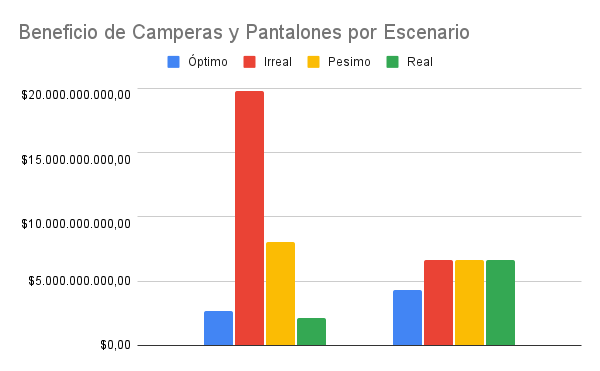 Beneficio de Camperas y Pantalones por Escenario
Óptimo Irreal Pesimo Real
$20.000.000.000,00
$15.000.000.000,00
$10.000.000.000,00
$5.000.000.000,00
$0,00